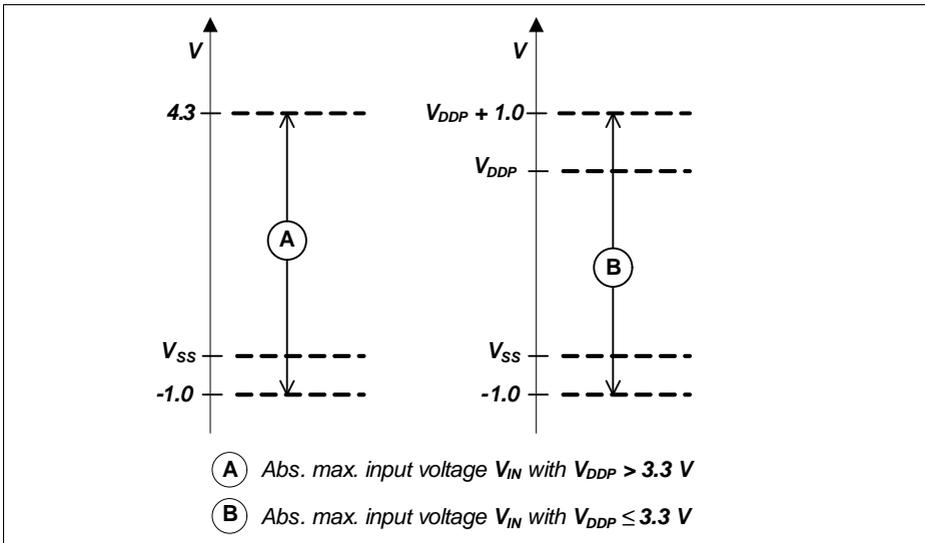 V
4.3
A
VSS
-1.0
V
VDDP + 1.0
VDDP
B
VSS
-1.0
A Abs. max. input voltage VIN with VDDP > 3.3 V
B Abs. max. input voltage VIN with VDDP ≤ 3.3 V